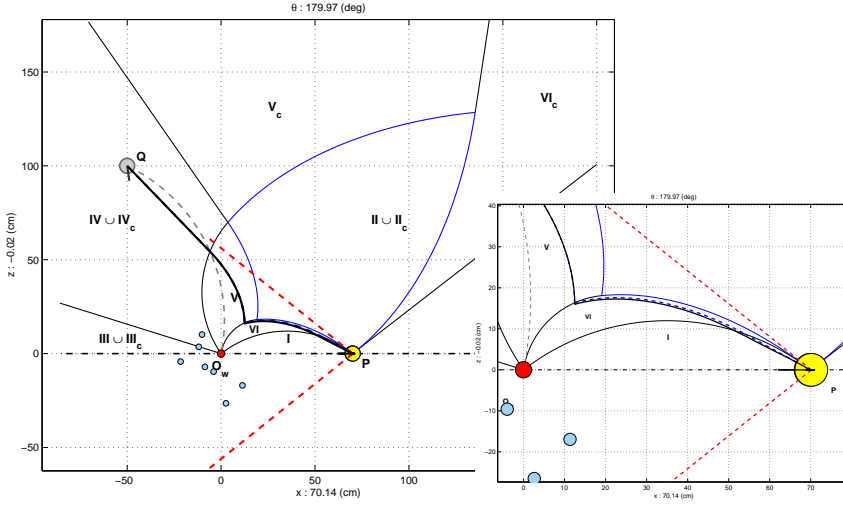 θ : 179.97 (deg)
150
100
50
0
−50
z : −0.02 (cm)
−50
0
50
100
x : 70.14 (cm)
V_c
VI_c
Q
IV ∪ IV_c
II ∪ II_c
III ∪ III_c
V
VI
I
O_w
P
θ : 179.97 (deg)
40
30
20
10
0
−10
−20
z : −0.02 (cm)
0
10
20
30
40
50
60
70
x : 70.14 (cm)
V
VI
I
O
P